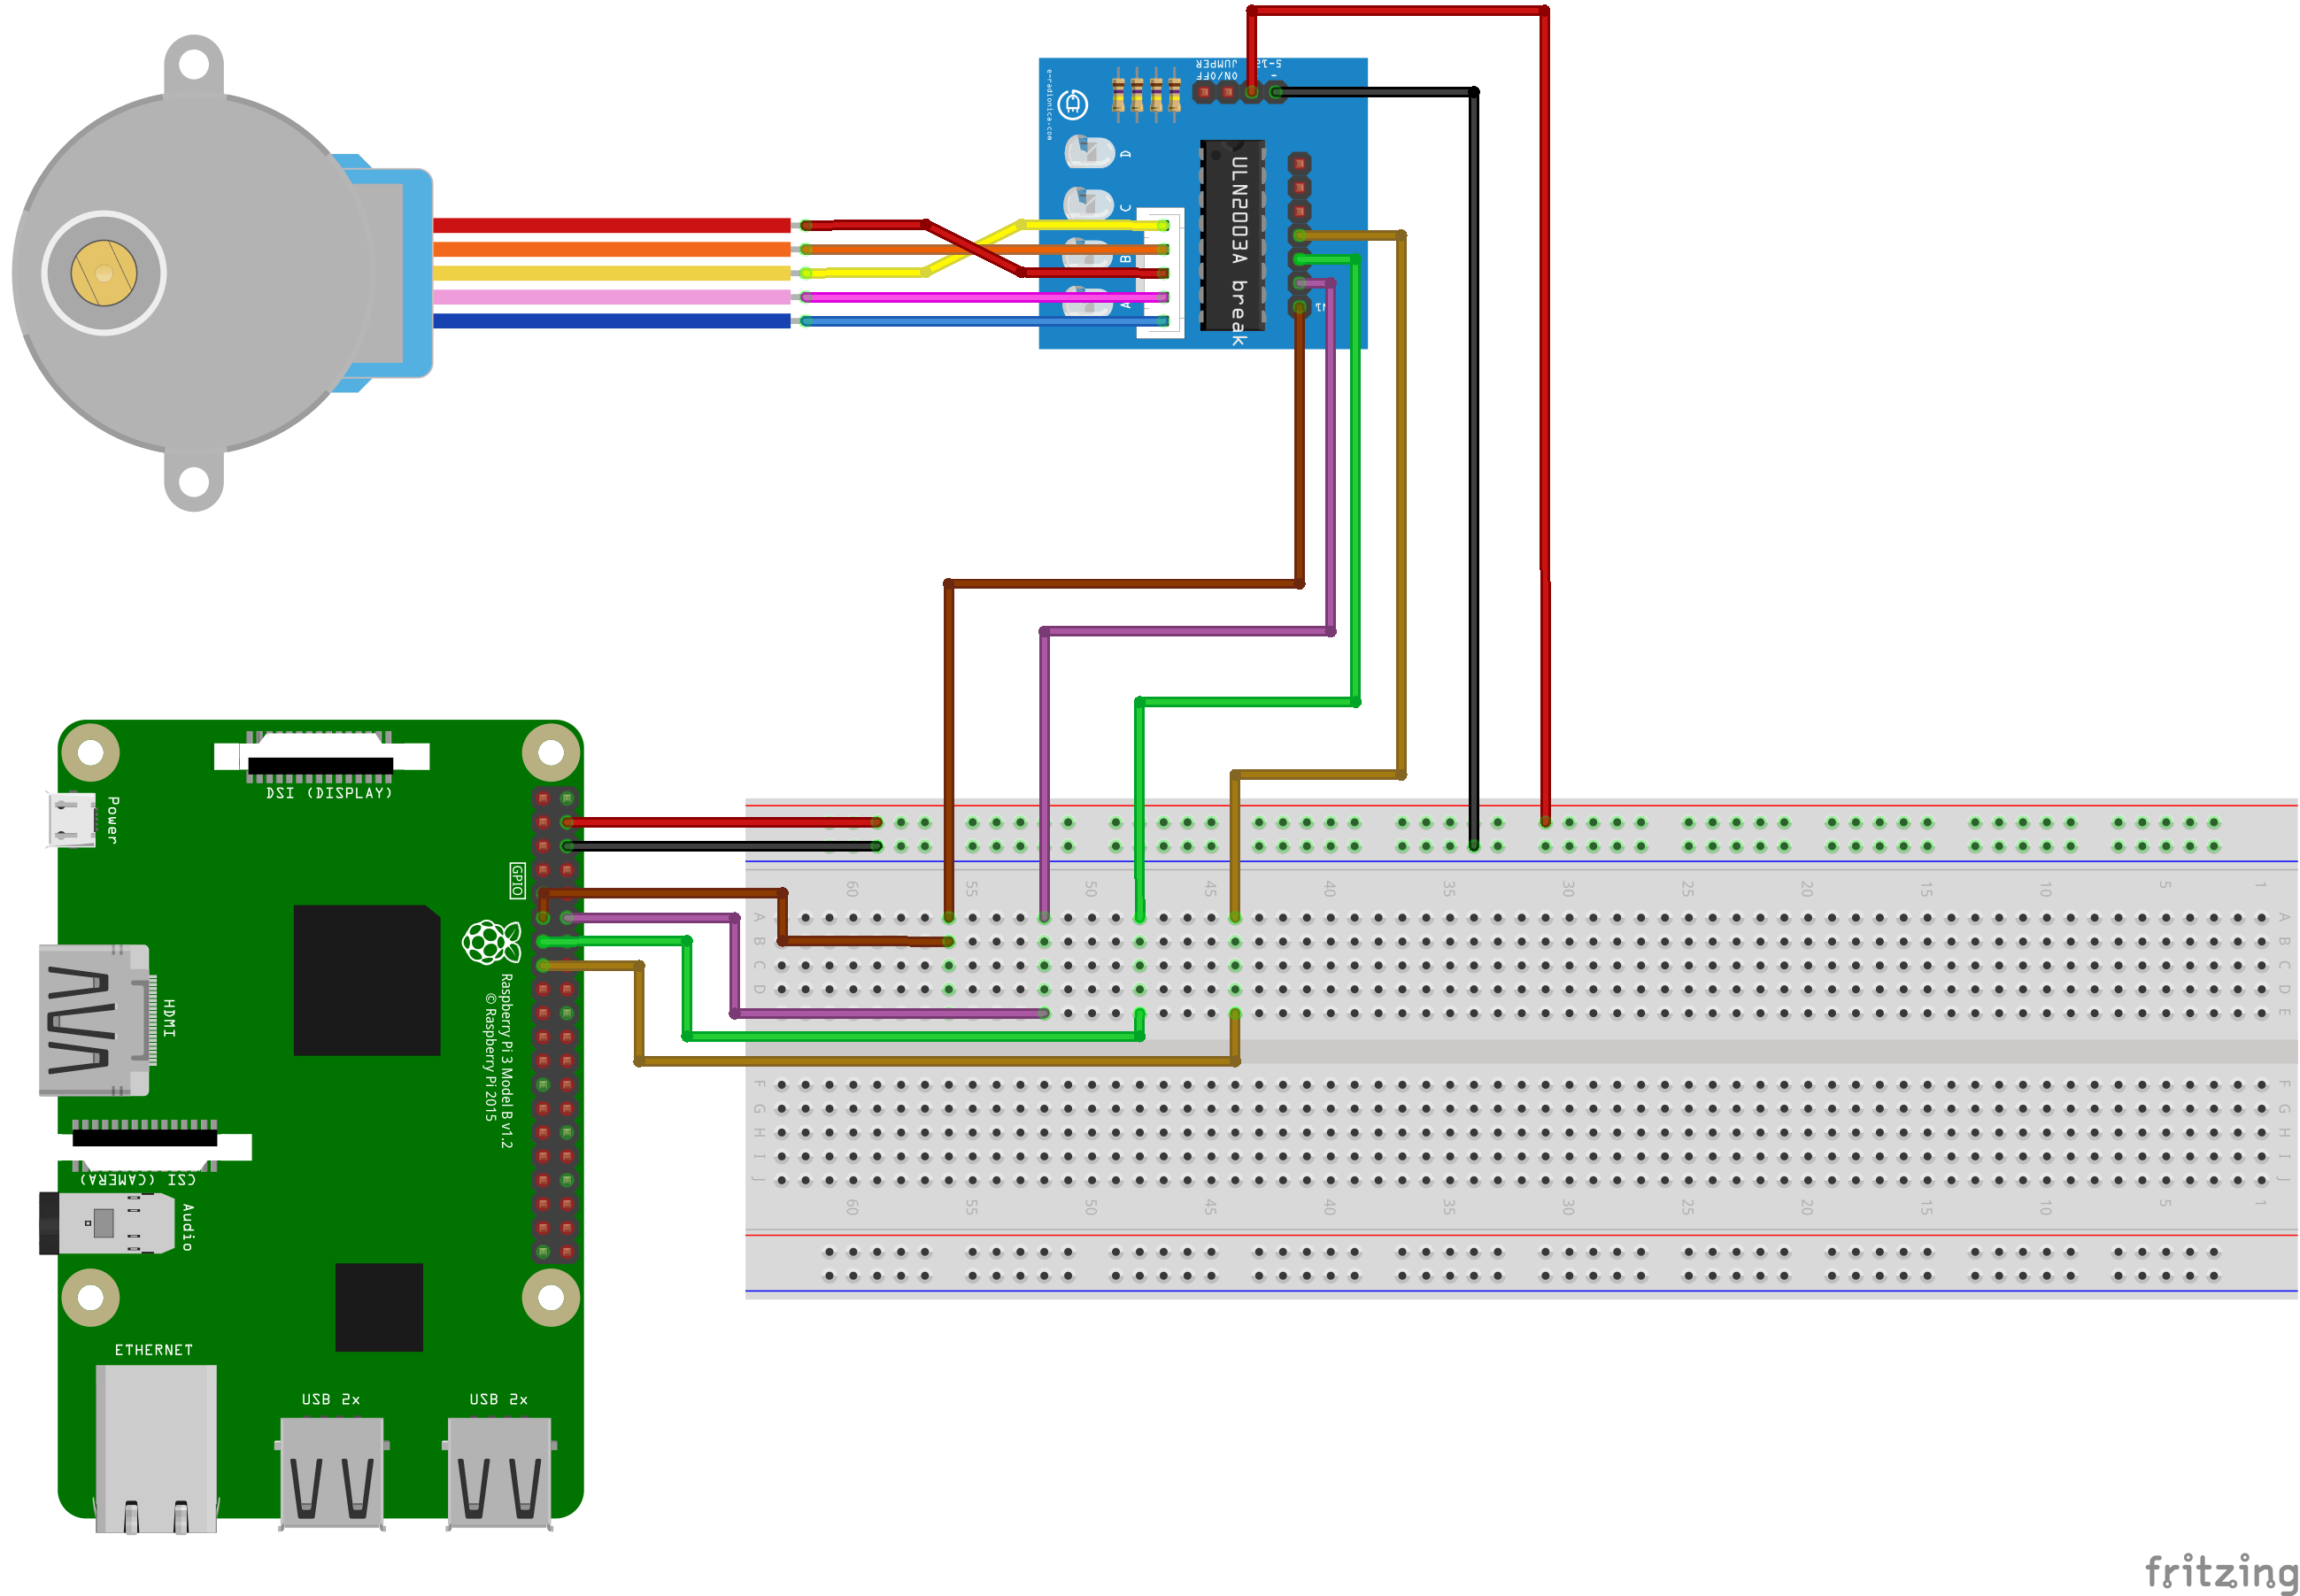 JUMPER
ON/OFF
5-12
-
e-radionica.com
D
C
B
A
ULN2003A break
N1
DSI (DISPLAY)
Power
GPIO
HDMI
Raspberry Pi 3 Model B v1.2
© Raspberry Pi 2015
CSI (CAMERA)
Audio
ETHERNET
USB 2x
USB 2x
60 55 50 45 40 35 30 25 20 15 10 5 1
A A
B B
C C
D D
E E
F F
G G
H H
I I
J J
60 55 50 45 40 35 30 25 20 15 10 5 1
fritzing